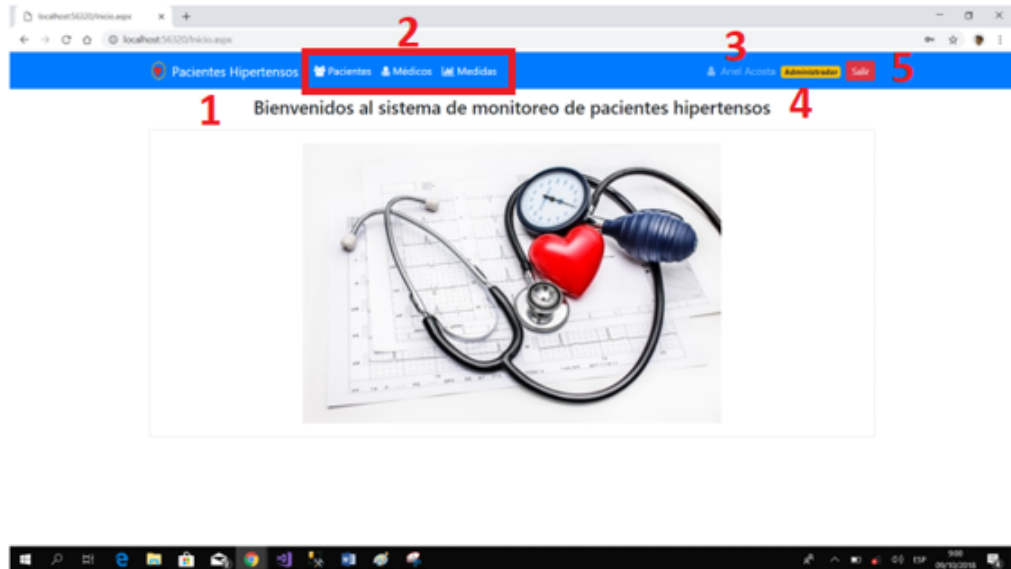 localhost:56320/Inicio.aspx
localhost:56320/Inicio.aspx
2
3
5
Pacientes Hipertensos Pacientes Médicos Medidas Ariel Acosta Administrador Salir
1
4
Bienvenidos al sistema de monitoreo de pacientes hipertensos
ESP
9:00
09/10/2018